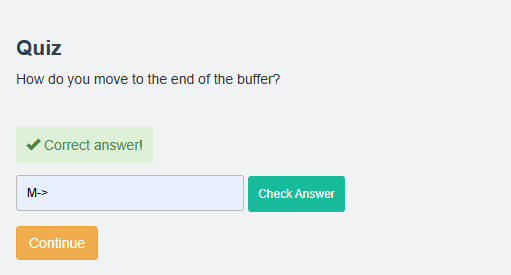 Quiz
How do you move to the end of the buffer?
Correct answer!
M->
Check Answer
Continue